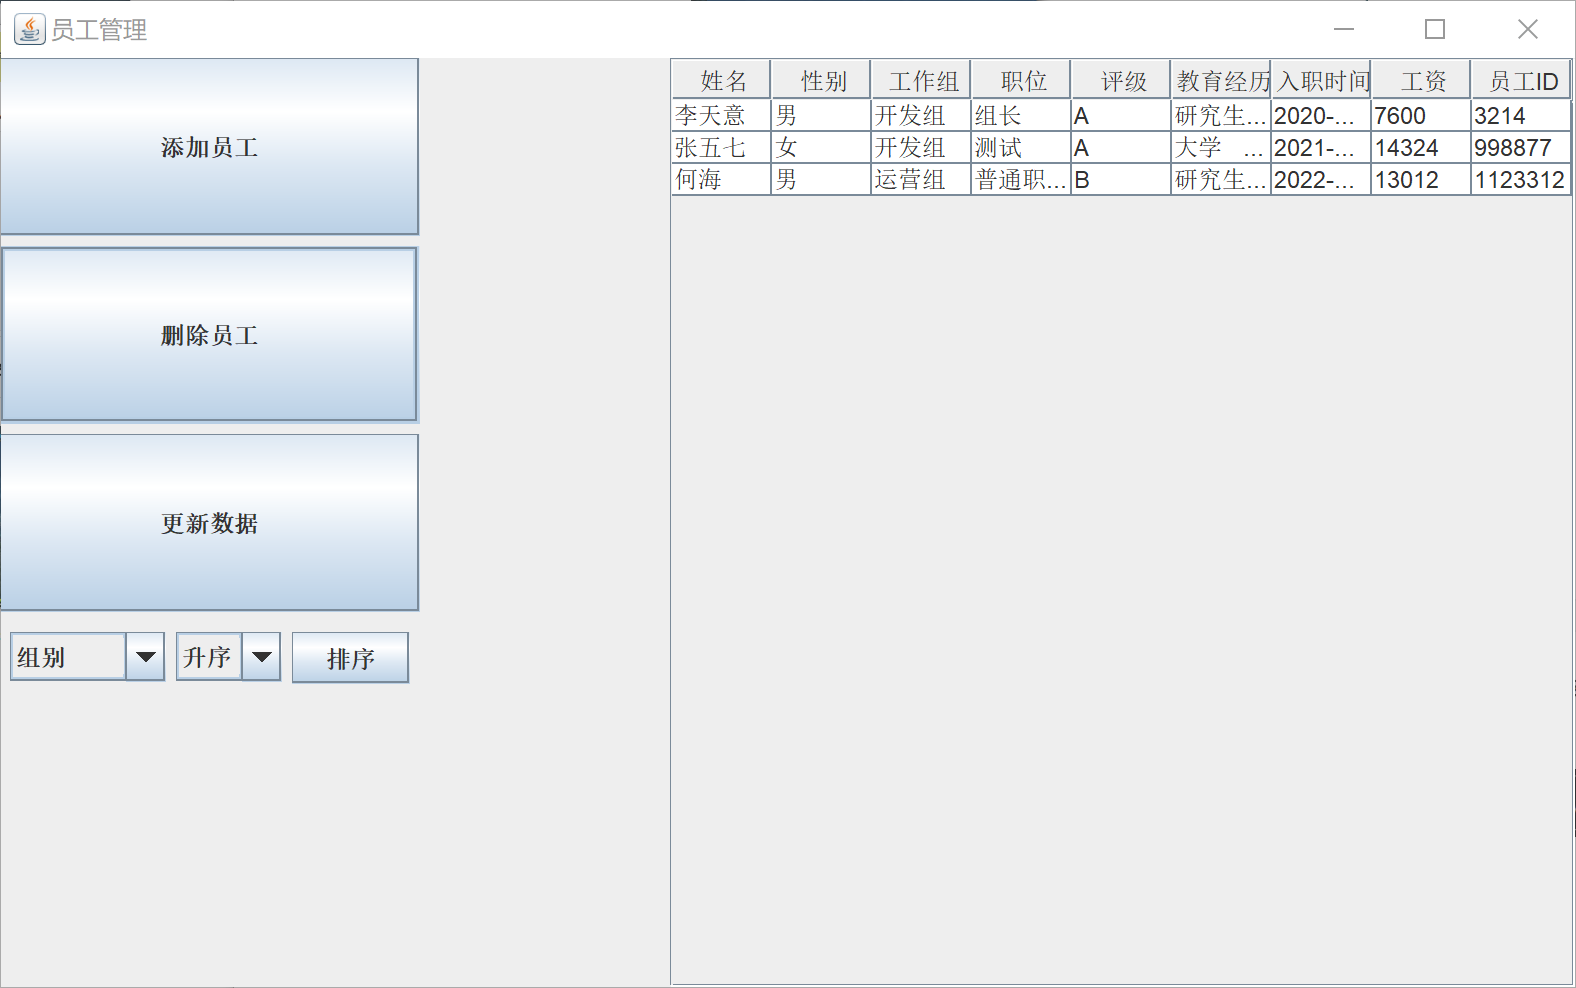 员工管理
添加员工
删除员工
更新数据
组别 升序 排序
姓名 性别 工作组 职位 评级 教育经历 入职时间 工资 员工ID
李天意 男 开发组 组长 A 研究生... 2020-... 7600 3214
张五七 女 开发组 测试 A 大学 ... 2021-... 14324 998877
何海 男 运营组 普通职... B 研究生... 2022-... 13012 1123312